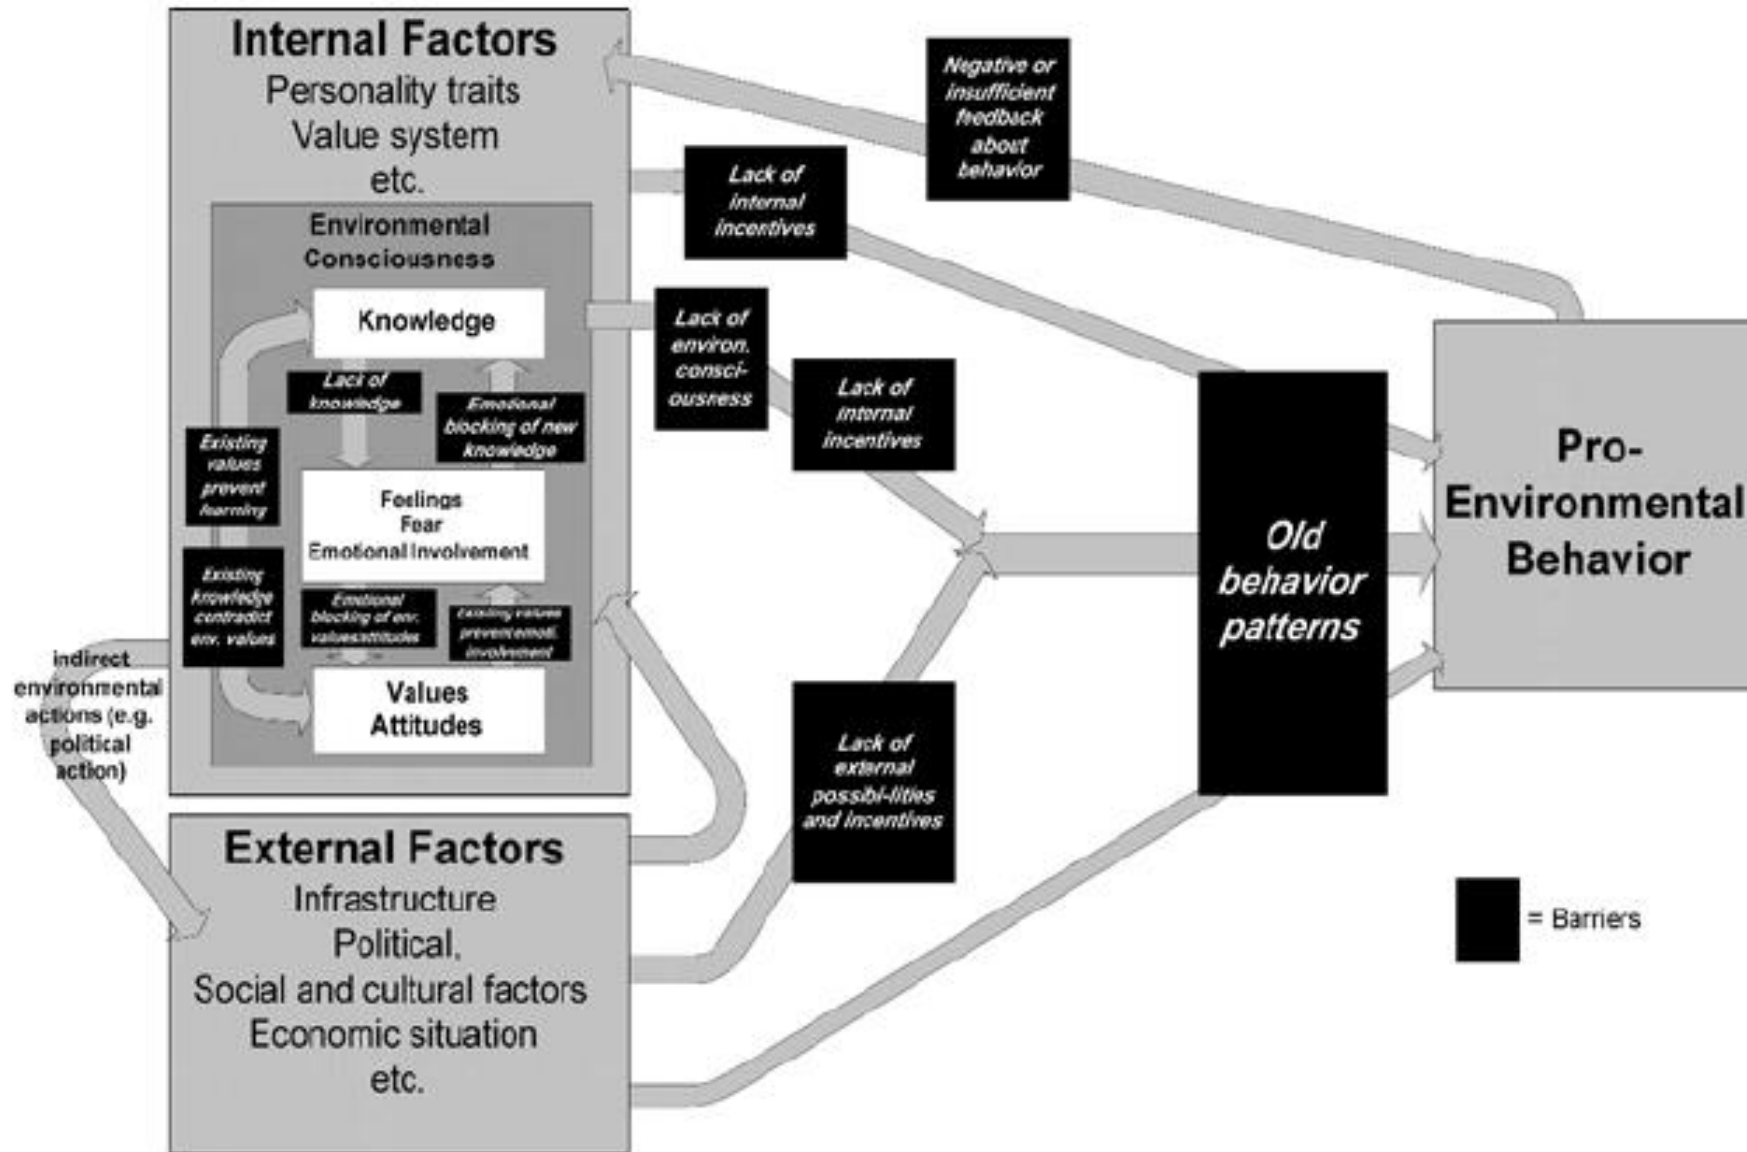 Internal Factors
Personality traits
Value system
etc.
Environmental
Consciousness
Knowledge
Lack of
knowledge
Emotional
blocking of new
knowledge
Existing
values
prevent
learning
Feelings
Fear
Emotional Involvement
Existing
knowledge
contradict
env. values
Emotional
blocking of env.
values/attitudes
Existing values
prevent emot.
involvement
Values
Attitudes
indirect
environmental
actions (e.g.
political
action)
External Factors
Infrastructure
Political,
Social and cultural factors
Economic situation
etc.
Negative or
insufficient
feedback
about
behavior
Lack of
internal
incentives
Lack of
environ.
consci-
ousness
Lack of
internal
incentives
Lack of
external
possibi-lities
and incentives
Old
behavior
patterns
Pro-
Environmental
Behavior
= Barriers